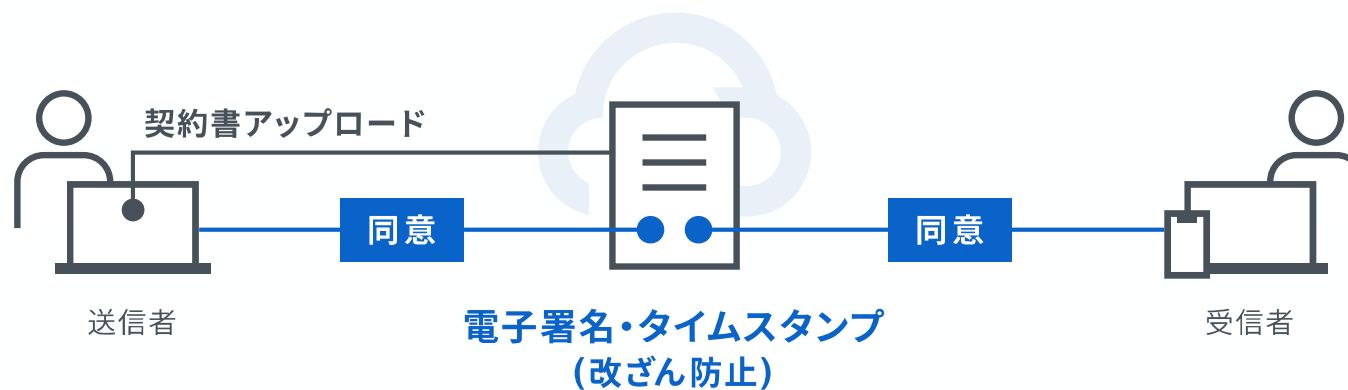 契約書アップロード
同意
同意
送信者
電子署名・タイムスタンプ
(改ざん防止)
受信者